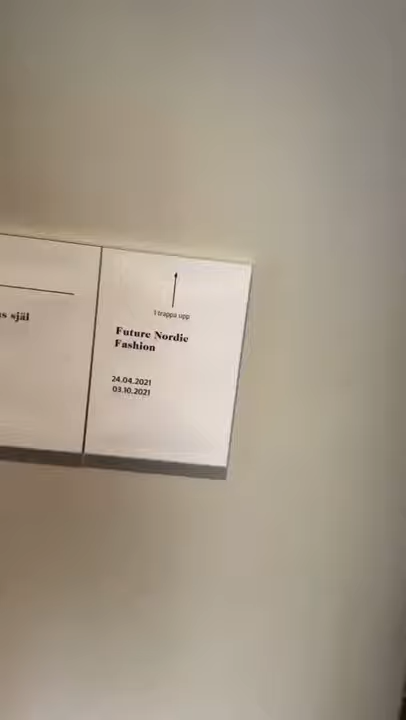 s själ
1 trappa upp
Future Nordic
Fashion
24.04.2021
03.10.2021